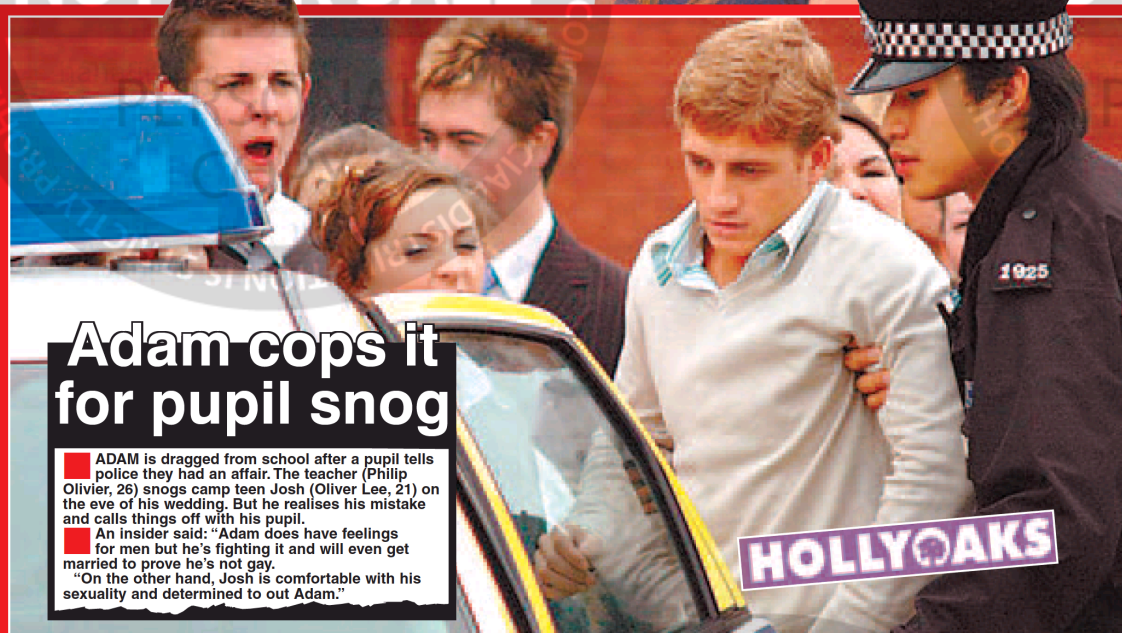 Adam cops it
for pupil snog
ADAM is dragged from school after a pupil tells
police they had an affair. The teacher (Philip
Olivier, 26) snogs camp teen Josh (Oliver Lee, 21) on
the eve of his wedding. But he realises his mistake
and calls things off with his pupil.
An insider said: “Adam does have feelings
for men but he’s fighting it and will even get
married to prove he’s not gay.
“On the other hand, Josh is comfortable with his
sexuality and determined to out Adam.”
1925
HOLLYOAKS